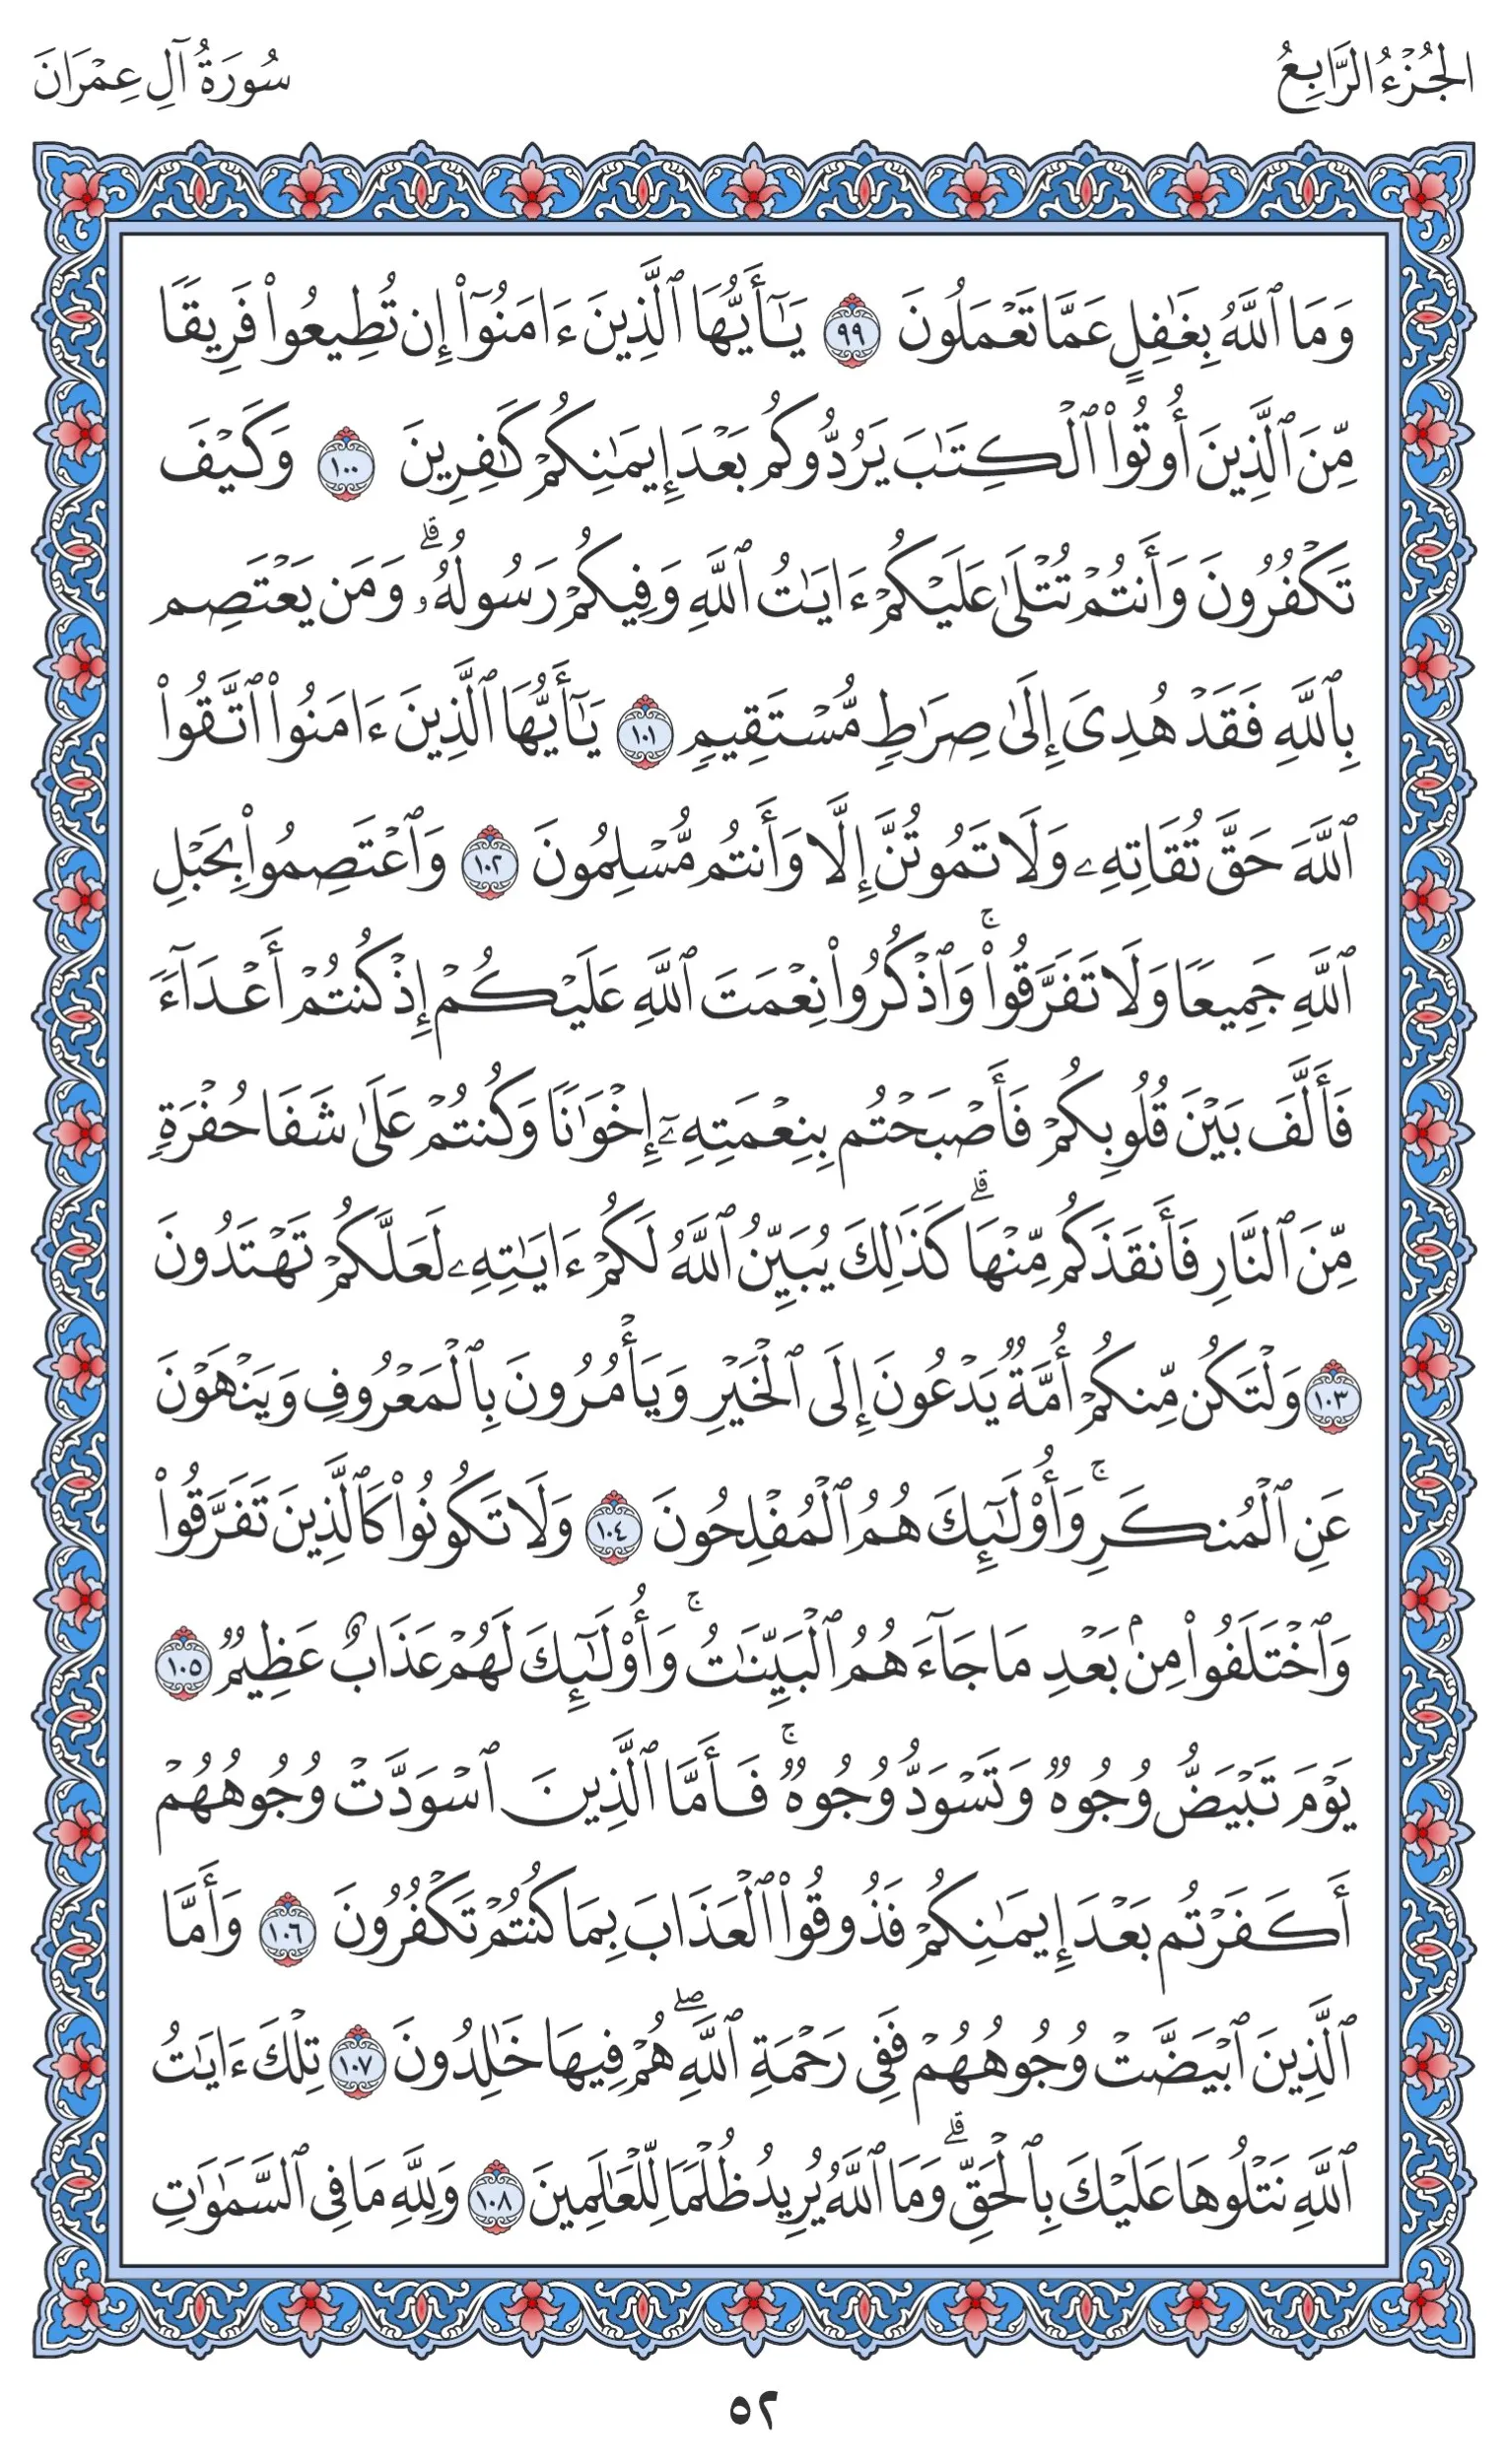 الجُزْءُ الرَّابِعُ
سُورَةُ آلِ عِمْرَانَ
وَمَا ٱللَّهُ بِغَٰفِلٍ عَمَّا تَعْمَلُونَ ٩٩ يَٰٓأَيُّهَا ٱلَّذِينَ ءَامَنُوٓا۟ إِن تُطِيعُوا۟ فَرِيقًا
مِّنَ ٱلَّذِينَ أُوتُوا۟ ٱلْكِتَٰبَ يَرُدُّوكُم بَعْدَ إِيمَٰنِكُمْ كَٰفِرِينَ ١٠٠ وَكَيْفَ
تَكْفُرُونَ وَأَنتُمْ تُتْلَىٰ عَلَيْكُمْ ءَايَٰتُ ٱللَّهِ وَفِيكُمْ رَسُولُهُۥ ۗ وَمَن يَعْتَصِم
بِٱللَّهِ فَقَدْ هُدِىَ إِلَىٰ صِرَٰطٍ مُّسْتَقِيمٍ ١٠١ يَٰٓأَيُّهَا ٱلَّذِينَ ءَامَنُوا۟ ٱتَّقُوا۟
ٱللَّهَ حَقَّ تُقَاتِهِۦ وَلَا تَمُوتُنَّ إِلَّا وَأَنتُم مُّسْلِمُونَ ١٠٢ وَٱعْتَصِمُوا۟ بِحَبْلِ
ٱللَّهِ جَمِيعًا وَلَا تَفَرَّقُوا۟ ۚ وَٱذْكُرُوا۟ نِعْمَتَ ٱللَّهِ عَلَيْكُمْ إِذْ كُنتُمْ أَعْدَآءً
فَأَلَّفَ بَيْنَ قُلُوبِكُمْ فَأَصْبَحْتُم بِنِعْمَتِهِۦٓ إِخْوَٰنًا وَكُنتُمْ عَلَىٰ شَفَا حُفْرَةٍ
مِّنَ ٱلنَّارِ فَأَنقَذَكُم مِّنْهَا ۗ كَذَٰلِكَ يُبَيِّنُ ٱللَّهُ لَكُمْ ءَايَٰتِهِۦ لَعَلَّكُمْ تَهْتَدُونَ
١٠٣ وَلْتَكُن مِّنكُمْ أُمَّةٌ يَدْعُونَ إِلَى ٱلْخَيْرِ وَيَأْمُرُونَ بِٱلْمَعْرُوفِ وَيَنْهَوْنَ
عَنِ ٱلْمُنكَرِ ۚ وَأُو۟لَٰٓئِكَ هُمُ ٱلْمُفْلِحُونَ ١٠٤ وَلَا تَكُونُوا۟ كَٱلَّذِينَ تَفَرَّقُوا۟
وَٱخْتَلَفُوا۟ مِنۢ بَعْدِ مَا جَآءَهُمُ ٱلْبَيِّنَٰتُ ۚ وَأُو۟لَٰٓئِكَ لَهُمْ عَذَابٌ عَظِيمٌ ١٠٥
يَوْمَ تَبْيَضُّ وُجُوهٌ وَتَسْوَدُّ وُجُوهٌ ۚ فَأَمَّا ٱلَّذِينَ ٱسْوَدَّتْ وُجُوهُهُمْ
أَكَفَرْتُم بَعْدَ إِيمَٰنِكُمْ فَذُوقُوا۟ ٱلْعَذَابَ بِمَا كُنتُمْ تَكْفُرُونَ ١٠٦ وَأَمَّا
ٱلَّذِينَ ٱبْيَضَّتْ وُجُوهُهُمْ فَفِى رَحْمَةِ ٱللَّهِ ۖ هُمْ فِيهَا خَٰلِدُونَ ١٠٧ تِلْكَ ءَايَٰتُ
ٱللَّهِ نَتْلُوهَا عَلَيْكَ بِٱلْحَقِّ ۗ وَمَا ٱللَّهُ يُرِيدُ ظُلْمًا لِّلْعَٰلَمِينَ ١٠٨ وَلِلَّهِ مَا فِى ٱلسَّمَٰوَٰتِ
٥٢